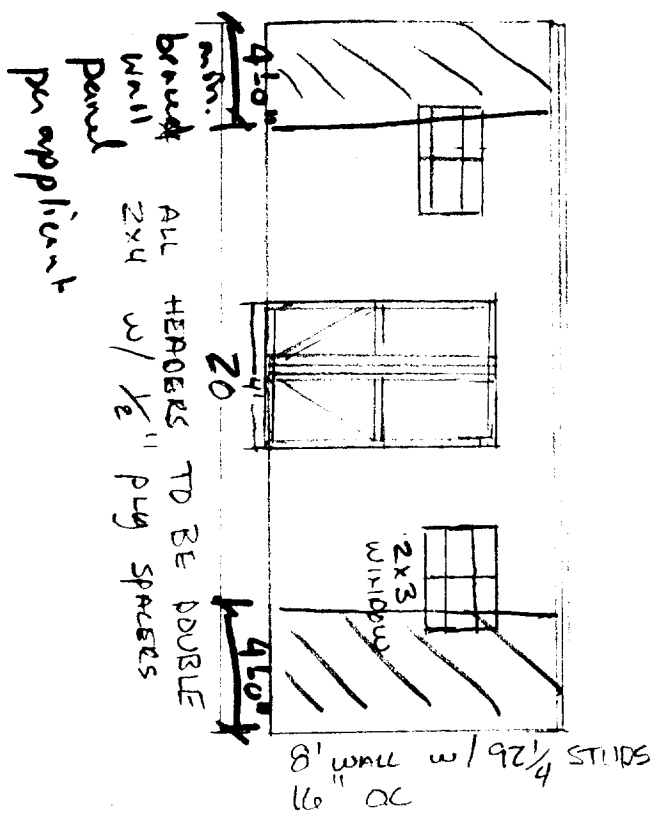 4'-0"
min.
braced
wall
panel
per applicant
ALL HEADERS TO BE DOUBLE
2x4 w/ 1/2" PLY SPACERS
4'
20
2x3
WINDOW
4'-0"
8' WALL w/ 92 1/4 STUDS
16" OC